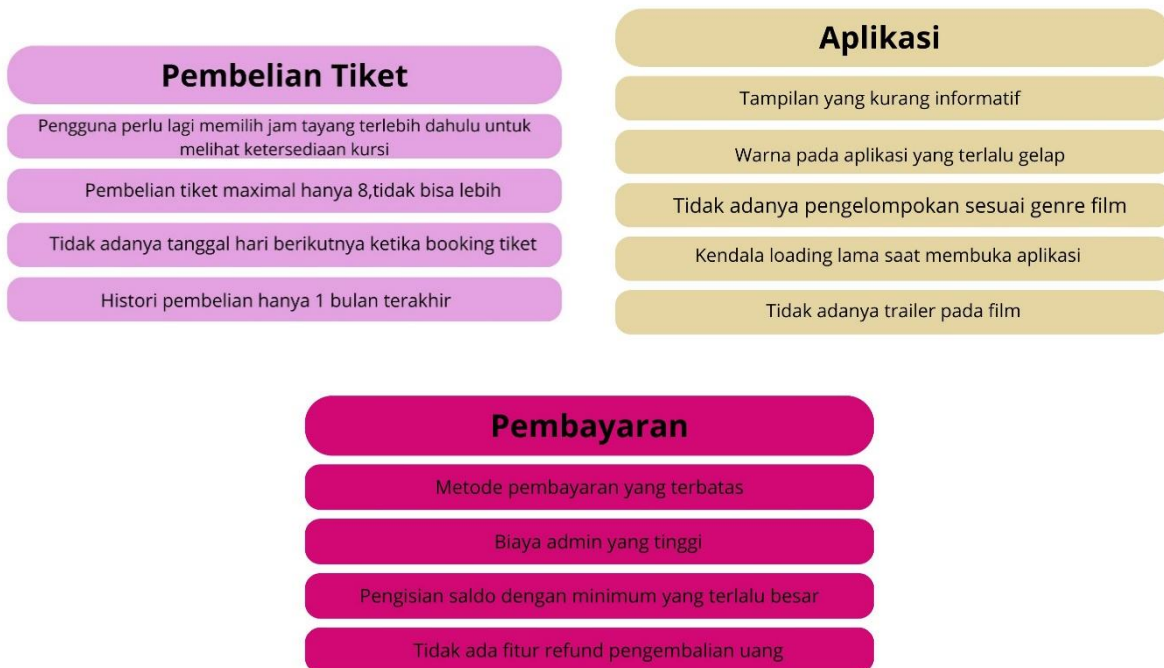 Pembelian Tiket
Pengguna perlu lagi memilih jam tayang terlebih dahulu untuk
melihat ketersediaan kursi
Pembelian tiket maximal hanya 8,tidak bisa lebih
Tidak adanya tanggal hari berikutnya ketika booking tiket
Histori pembelian hanya 1 bulan terakhir
Aplikasi
Tampilan yang kurang informatif
Warna pada aplikasi yang terlalu gelap
Tidak adanya pengelompokan sesuai genre film
Kendala loading lama saat membuka aplikasi
Tidak adanya trailer pada film
Pembayaran
Metode pembayaran yang terbatas
Biaya admin yang tinggi
Pengisian saldo dengan minimum yang terlalu besar
Tidak ada fitur refund pengembalian uang